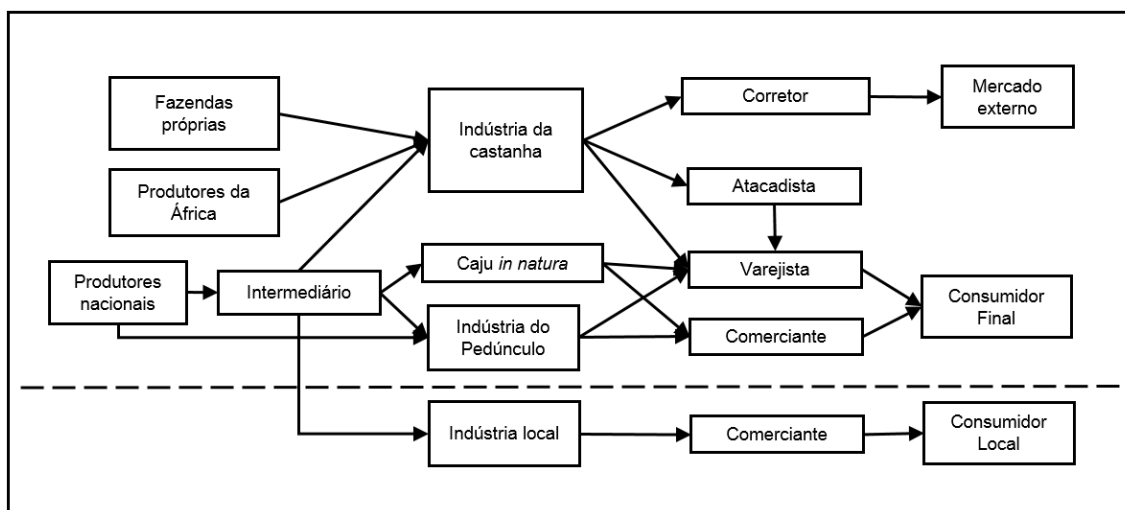 Fazendas
próprias
Indústria da
castanha
Corretor
Mercado
externo
Produtores da
África
Atacadista
Produtores
nacionais
Intermediário
Caju in natura
Varejista
Consumidor
Final
Indústria do
Pedúnculo
Comerciante
Indústria local
Comerciante
Consumidor
Local